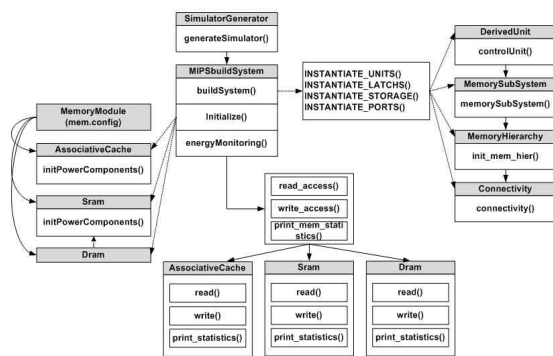 SimulatorGenerator
generateSimulator()
MIPSbuildSystem
buildSystem()
Initialize()
energyMonitoring()
INSTANTIATE_UNITS()
INSTANTIATE_LATCHS()
INSTANTIATE_STORAGE()
INSTANTIATE_PORTS()
DerivedUnit
controlUnit()
MemorySubSystem
memorySubSystem()
MemoryHierarchy
init_mem_hier()
Connectivity
connectivity()
MemoryModule
(mem.config)
AssociativeCache
initPowerComponents()
Sram
initPowerComponents()
Dram
read_access()
write_access()
print_mem_stati
stics()
AssociativeCache
read()
write()
print_statistics()
Sram
read()
write()
print_statistics()
Dram
read()
write()
print_statistics()